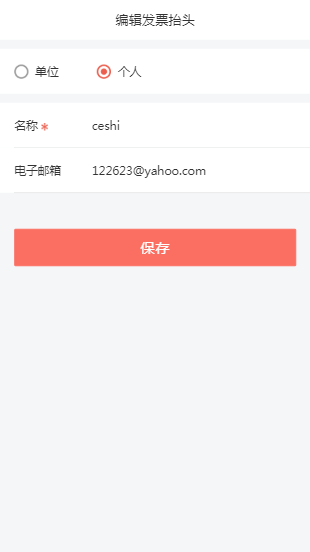 编辑发票抬头
单位 个人
名称 * ceshi
电子邮箱 122623@yahoo.com
保存